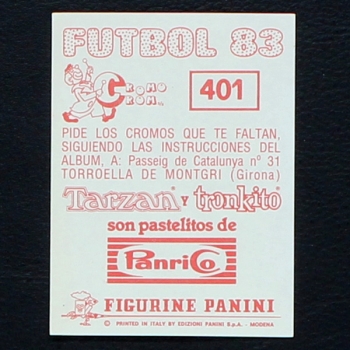 FUTBOL 83
CROMO CROM
401
PIDE LOS CROMOS QUE TE FALTAN,
SIGUIENDO LAS INSTRUCCIONES DEL
ALBUM, A: Passeig de Catalunya nº 31
TORROELLA DE MONTGRI (Girona)
Tarzan y tronkito
son pastelitos de
PanriCo
FIGURINE PANINI
© PRINTED IN ITALY BY EDIZIONI PANINI S.p.A. - MODENA